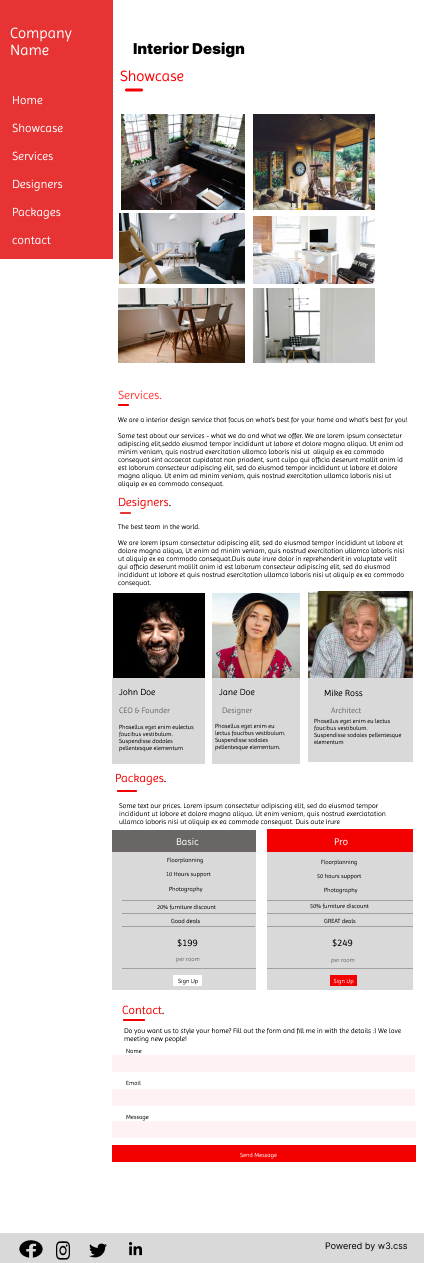 Company
Name
Home
Showcase
Services
Designers
Packages
contact
Interior Design
Showcase
Services.
We are a interior design service that focus on what's best for your home and what's best for you!
Some test about our services - what we do and what we offer. We are lorem ipsum consectetur
adipiscing elit,seddo eiusmod tempor incididunt ut labore et dolore magna aliqua. Ut enim ad
minim veniam, quis nostrud exercitation ullamco laboris nisi ut aliquip ex ea commodo
consequat sint accaecat cupidatat non priodent, sunt culpa qui officia deserunt mollit anim id
est laborum consectetur adipiscing elit, sed do eiusmod tempor incididunt ut labore et dolore
magna aliqua. Ut enim ad minim veniam, quis nostrud exercitation ullamco laboris nisi ut
aliquip ex ea commodo consequat.
Designers.
The best team in the world.
We are lorem ipsum consectetur adipiscing elit, sed do eiusmod tempor incididunt ut labore et
dolore magna aliqua, Ut enim ad minim veniam, quis nostrud exercitation ullamco laboris nisi
ut aliquip ex ea commodo consequat.Duis aute irure dolor in reprehenderit in voluptate velit
qui officia deserunt molilit anim id est laborum consectetur adipiscing elit, sed do eiusmod
incididunt ut labore et quis nostrud exercitation ullamco laboris nisi ut aliquip ex ea commodo
consequat.
John Doe
CEO & Founder
Phasellus eget enim eulectus
faucibus vestibulum.
Suspendisse dodoles
pellentesque elementum
Jane Doe
Designer
Phasellus eget enim eu
lectus faucibus vestibulum.
Suspendisse sodoles
pellentesque elementum.
Mike Ross
Architect
Phasellus eget enim eu lectus
faucibus vestibulum.
Suspendisse sodoles pellentesque
elementum
Packages.
Some text our prices. Lorem ipsum consectetur adipiscing elit, sed do eiusmod tempor
incididunt ut labore et dolore magna aliqua. Ut enim veniam, quis nostrud exercitation
ullamco laboris nisi ut aliquip ex ea commodo consequat. Duis aute irure
Basic
Floorplanning
10 Hours support
Photography
20% furniture discount
Good deals
$199
per room
Sign Up
Pro
Floorplanning
50 hours support
Photography
50% furniture discount
GREAT deals
$249
per room
Sign Up
Contact.
Do you want us to style your home? Fill out the form and fill me in with the details :) We love
meeting new people!
Name
Email
Message
Send Message
Powered by w3.css